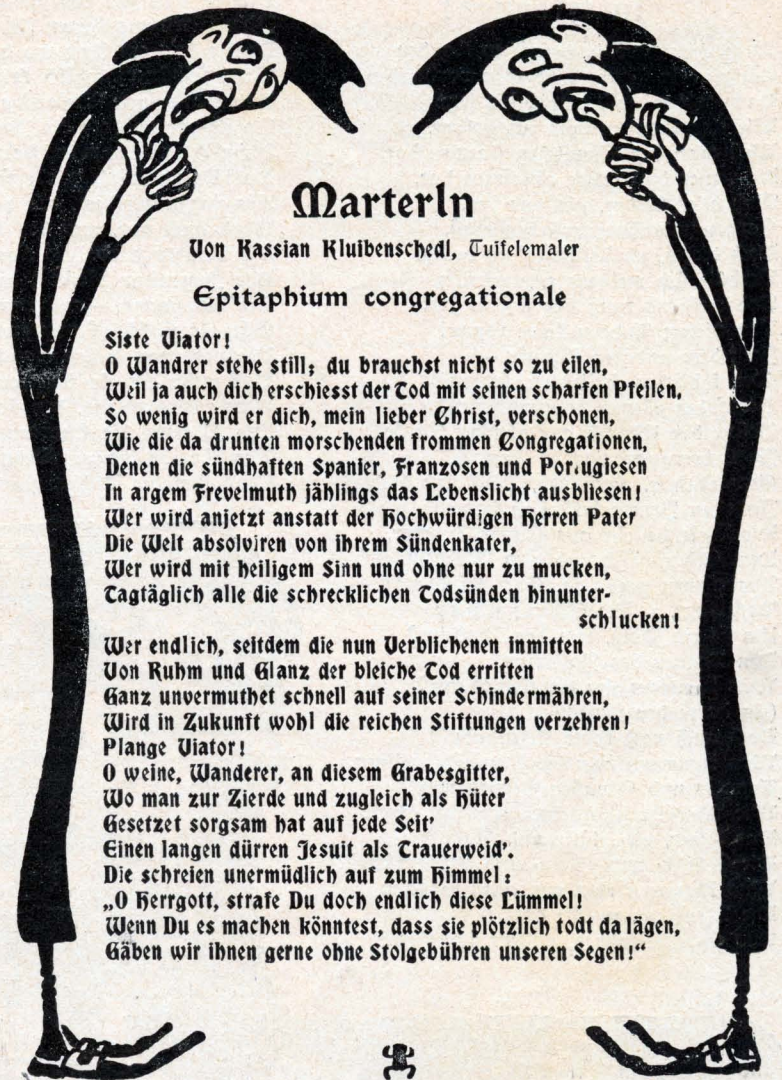 Marterln
Von Kassian Kluibenschedl, Tuifelemaler
Epitaphium congregationale
Siste Viator!
O Wandrer stehe still; du brauchst nicht so zu eilen,
Weil ja auch dich erschiesst der Tod mit seinen scharfen Pfeilen,
So wenig wird er dich, mein lieber Christ, verschonen,
Wie die da drunten morschenden frommen Congregationen,
Denen die sündhaften Spanier, Franzosen und Por.ugiesen
In argem Frevelmuth jählings das Lebenslicht ausbliesen!
Wer wird anjetzt anstatt der Hochwürdigen Herren Pater
Die Welt absolviren von ihrem Sündenkater,
Wer wird mit heiligem Sinn und ohne nur zu mucken,
Tagtäglich alle die schrecklichen Todsünden hinunter-
schlucken!
Wer endlich, seitdem die nun Verblichenen inmitten
Von Ruhm und Glanz der bleiche Tod erritten
Ganz unvermuthet schnell auf seiner Schindermähren,
Wird in Zukunft wohl die reichen Stiftungen verzehren!
Plange Viator!
O weine, Wanderer, an diesem Grabesgitter,
Wo man zur Zierde und zugleich als Hüter
Gesetzet sorgsam hat auf jede Seit'
Einen langen dürren Jesuit als Trauerweid'.
Die schreien unermüdlich auf zum Himmel:
„O Herrgott, strafe Du doch endlich diese Lümmel!
Wenn Du es machen könntest, dass sie plötzlich todt da lägen,
Gäben wir ihnen gerne ohne Stolgebühren unseren Segen!“